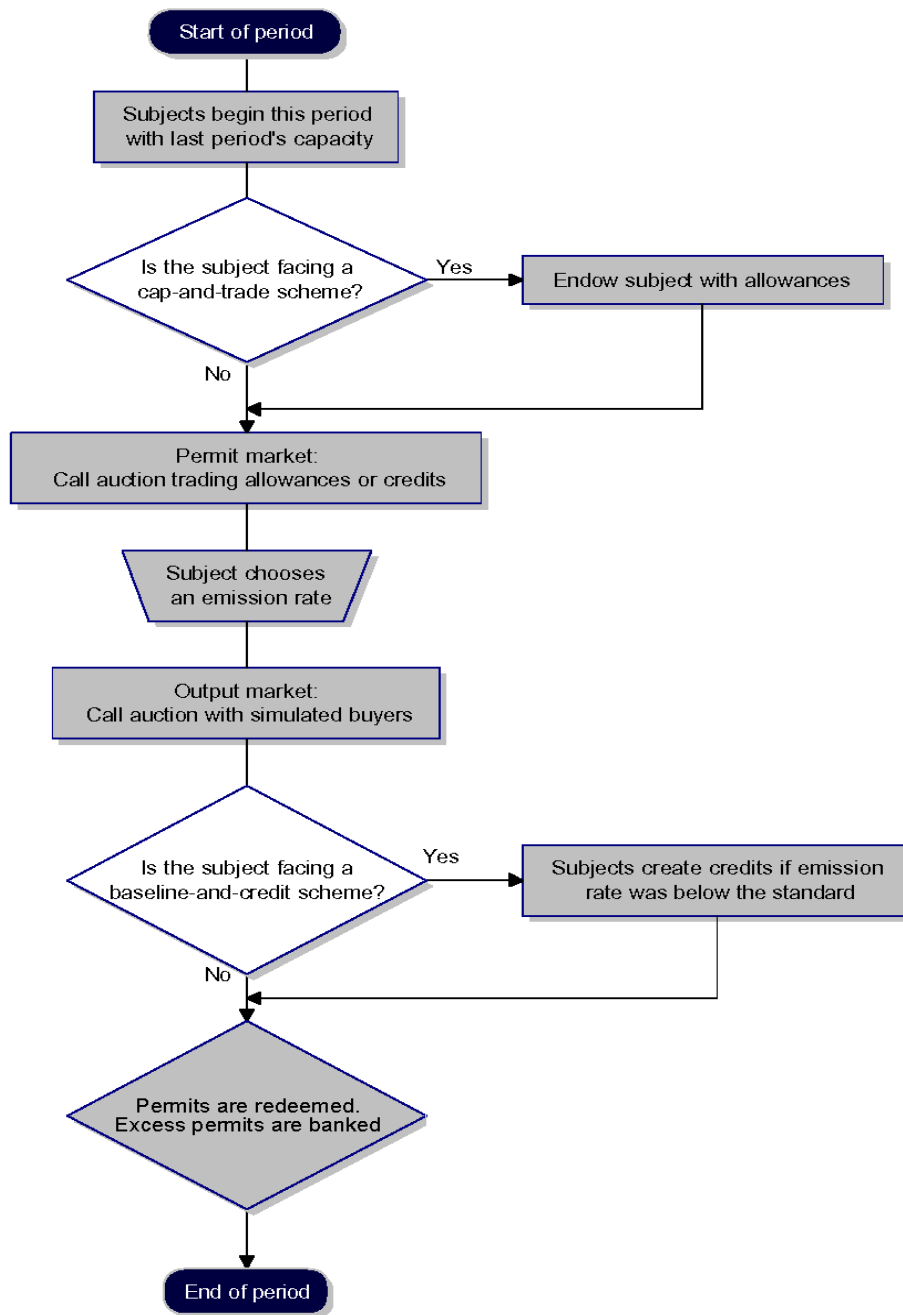 Start of period
Subjects begin this period
with last period's capacity
Is the subject facing a
cap-and-trade scheme?
Yes
Endow subject with allowances
No
Permit market:
Call auction trading allowances or credits
Subject chooses
an emission rate
Output market:
Call auction with simulated buyers
Is the subject facing a
baseline-and-credit scheme?
Yes
Subjects create credits if emission
rate was below the standard
No
Permits are redeemed.
Excess permits are banked
End of period